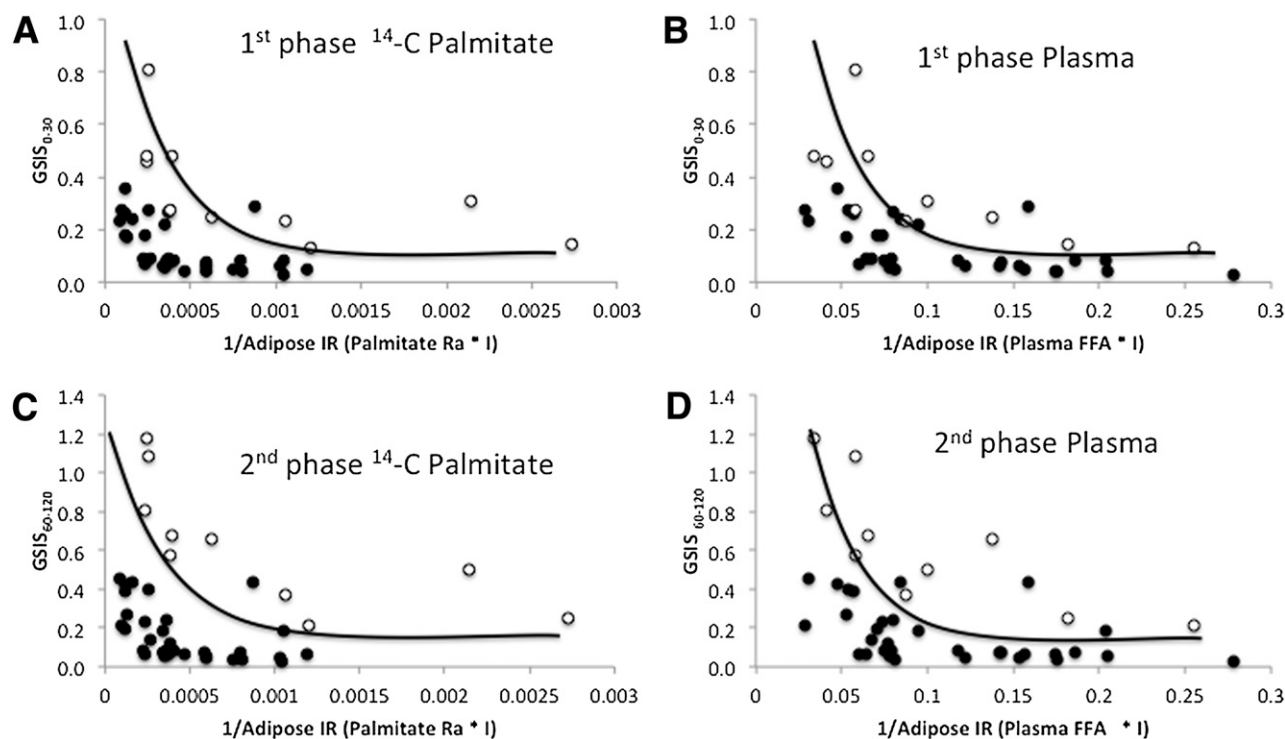 A
1st phase 14-C Palmitate
GSIS0-30
1.0
0.8
0.6
0.4
0.2
0.0
0 0.0005 0.001 0.0015 0.002 0.0025 0.003
1/Adipose IR (Palmitate Ra * I)
B
1st phase Plasma
GSIS0-30
1.0
0.8
0.6
0.4
0.2
0.0
0 0.05 0.1 0.15 0.2 0.25 0.3
1/Adipose IR (Plasma FFA * I)
C
2nd phase 14-C Palmitate
GSIS60-120
1.4
1.2
1.0
0.8
0.6
0.4
0.2
0.0
0 0.0005 0.001 0.0015 0.002 0.0025 0.003
1/Adipose IR (Palmitate Ra * I)
D
2nd phase Plasma
GSIS 60-120
1.4
1.2
1.0
0.8
0.6
0.4
0.2
0.0
0 0.05 0.1 0.15 0.2 0.25 0.3
1/Adipose IR (Plasma FFA * I)